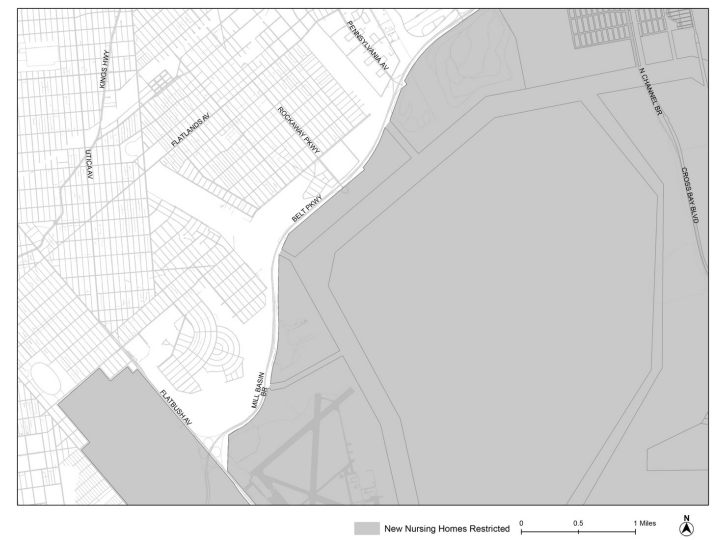 PENNSYLVANIA AV
KINGS HWY
N CHANNEL BR
FLATLANDS AV
ROCKAWAY PKWY
UTICA AV
CROSS BAY BLVD
BELT PKWY
MILL BASIN
BR
FLATBUSH AV
New Nursing Homes Restricted
0 0.5 1 Miles
N